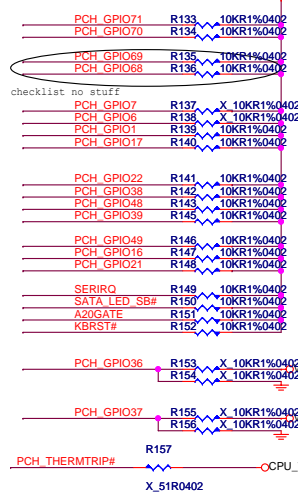 PCH_GPIO71 R133 10KR1%0402
PCH_GPIO70 R134 10KR1%0402
PCH_GPIO69 R135 10KR1%0402
PCH_GPIO68 R136 10KR1%0402
checklist no stuff
PCH_GPIO7 R137 X_10KR1%0402
PCH_GPIO6 R138 X_10KR1%0402
PCH_GPIO1 R139 10KR1%0402
PCH_GPIO17 R140 10KR1%0402
PCH_GPIO22 R141 10KR1%0402
PCH_GPIO38 R142 10KR1%0402
PCH_GPIO48 R143 10KR1%0402
PCH_GPIO39 R145 10KR1%0402
PCH_GPIO49 R146 10KR1%0402
PCH_GPIO16 R147 10KR1%0402
PCH_GPIO21 R148 10KR1%0402
SERIRQ R149 10KR1%0402
SATA_LED_SB# R150 10KR1%0402
A20GATE R151 10KR1%0402
KBRST# R152 10KR1%0402
PCH_GPIO36 R153 X_10KR1%0402
R154 X_10KR1%0402
PCH_GPIO37 R155 X_10KR1%0402
R156 X_10KR1%0402
R157
PCH_THERMTRIP# CPU_
X_51R0402